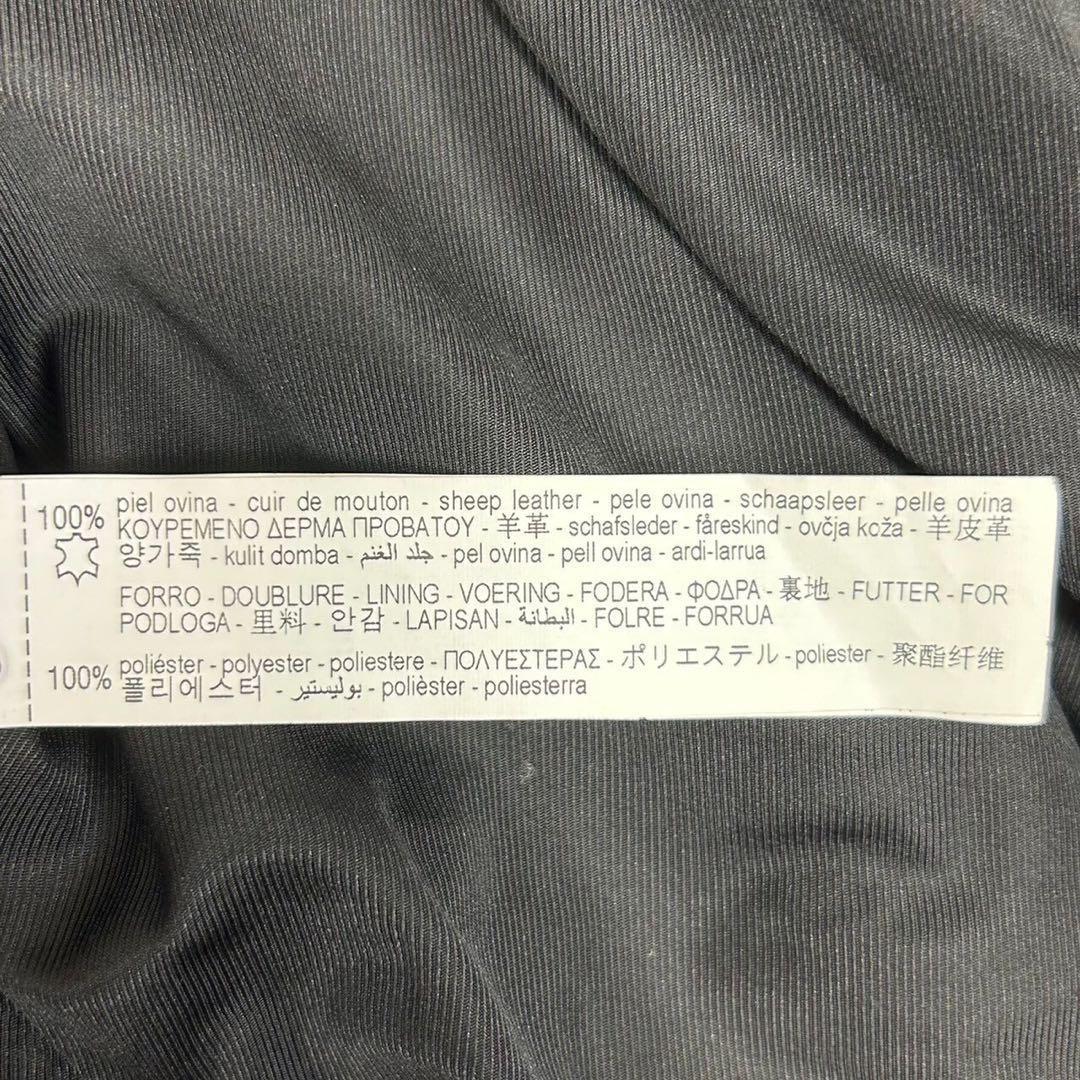 100% piel ovina - cuir de mouton - sheep leather - pele ovina - schaapsleer - pelle ovina
ΚΟΥΡΕΜΕΝΟ ΔΕΡΜΑ ΠΡΟΒΑΤΟΥ - 羊革 - schafsleder - fåreskind - ovčja koža - 羊皮革
양가죽 - kulit domba - جلد الغنم - pel ovina - pell ovina - ardi-larrua
FORRO - DOUBLURE - LINING - VOERING - FODERA - ΦΟΔΡΑ - 裏地 - FUTTER - FOR
PODLOGA - 里料 - 안감 - LAPISAN - البطانة - FOLRE - FORRUA
100% poliéster - polyester - poliestere - ΠΟΛΥΕΣΤΕΡΑΣ - ポリエステル - poliester - 聚酯纤维
폴리에스터 - بوليستير - polièster - poliesterra